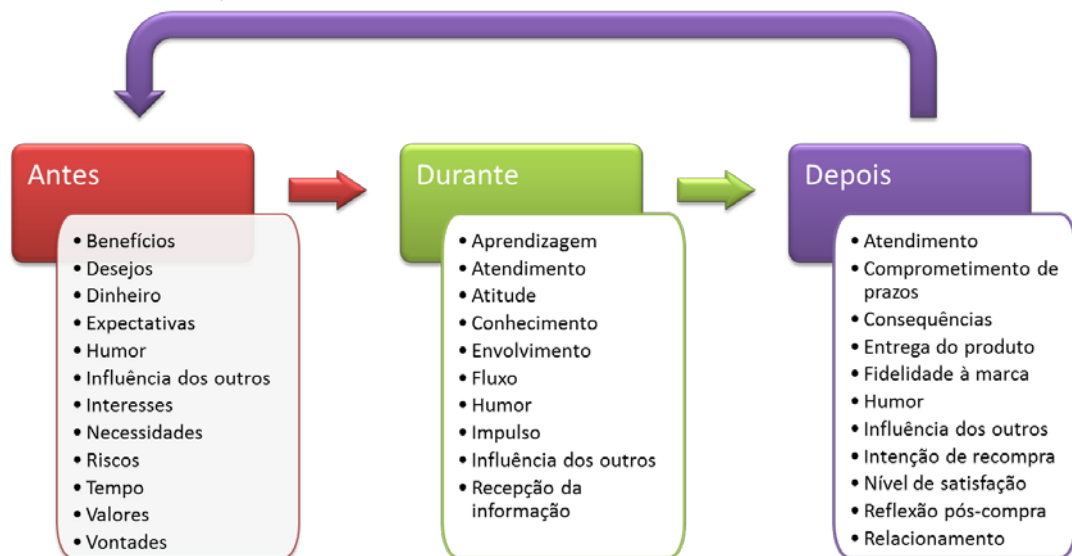 Antes
• Benefícios
• Desejos
• Dinheiro
• Expectativas
• Humor
• Influência dos outros
• Interesses
• Necessidades
• Riscos
• Tempo
• Valores
• Vontades
Durante
• Aprendizagem
• Atendimento
• Atitude
• Conhecimento
• Envolvimento
• Fluxo
• Humor
• Impulso
• Influência dos outros
• Recepção da
informação
Depois
• Atendimento
• Comprometimento de
prazos
• Consequências
• Entrega do produto
• Fidelidade à marca
• Humor
• Influência dos outros
• Intenção de recompra
• Nível de satisfação
• Reflexão pós-compra
• Relacionamento